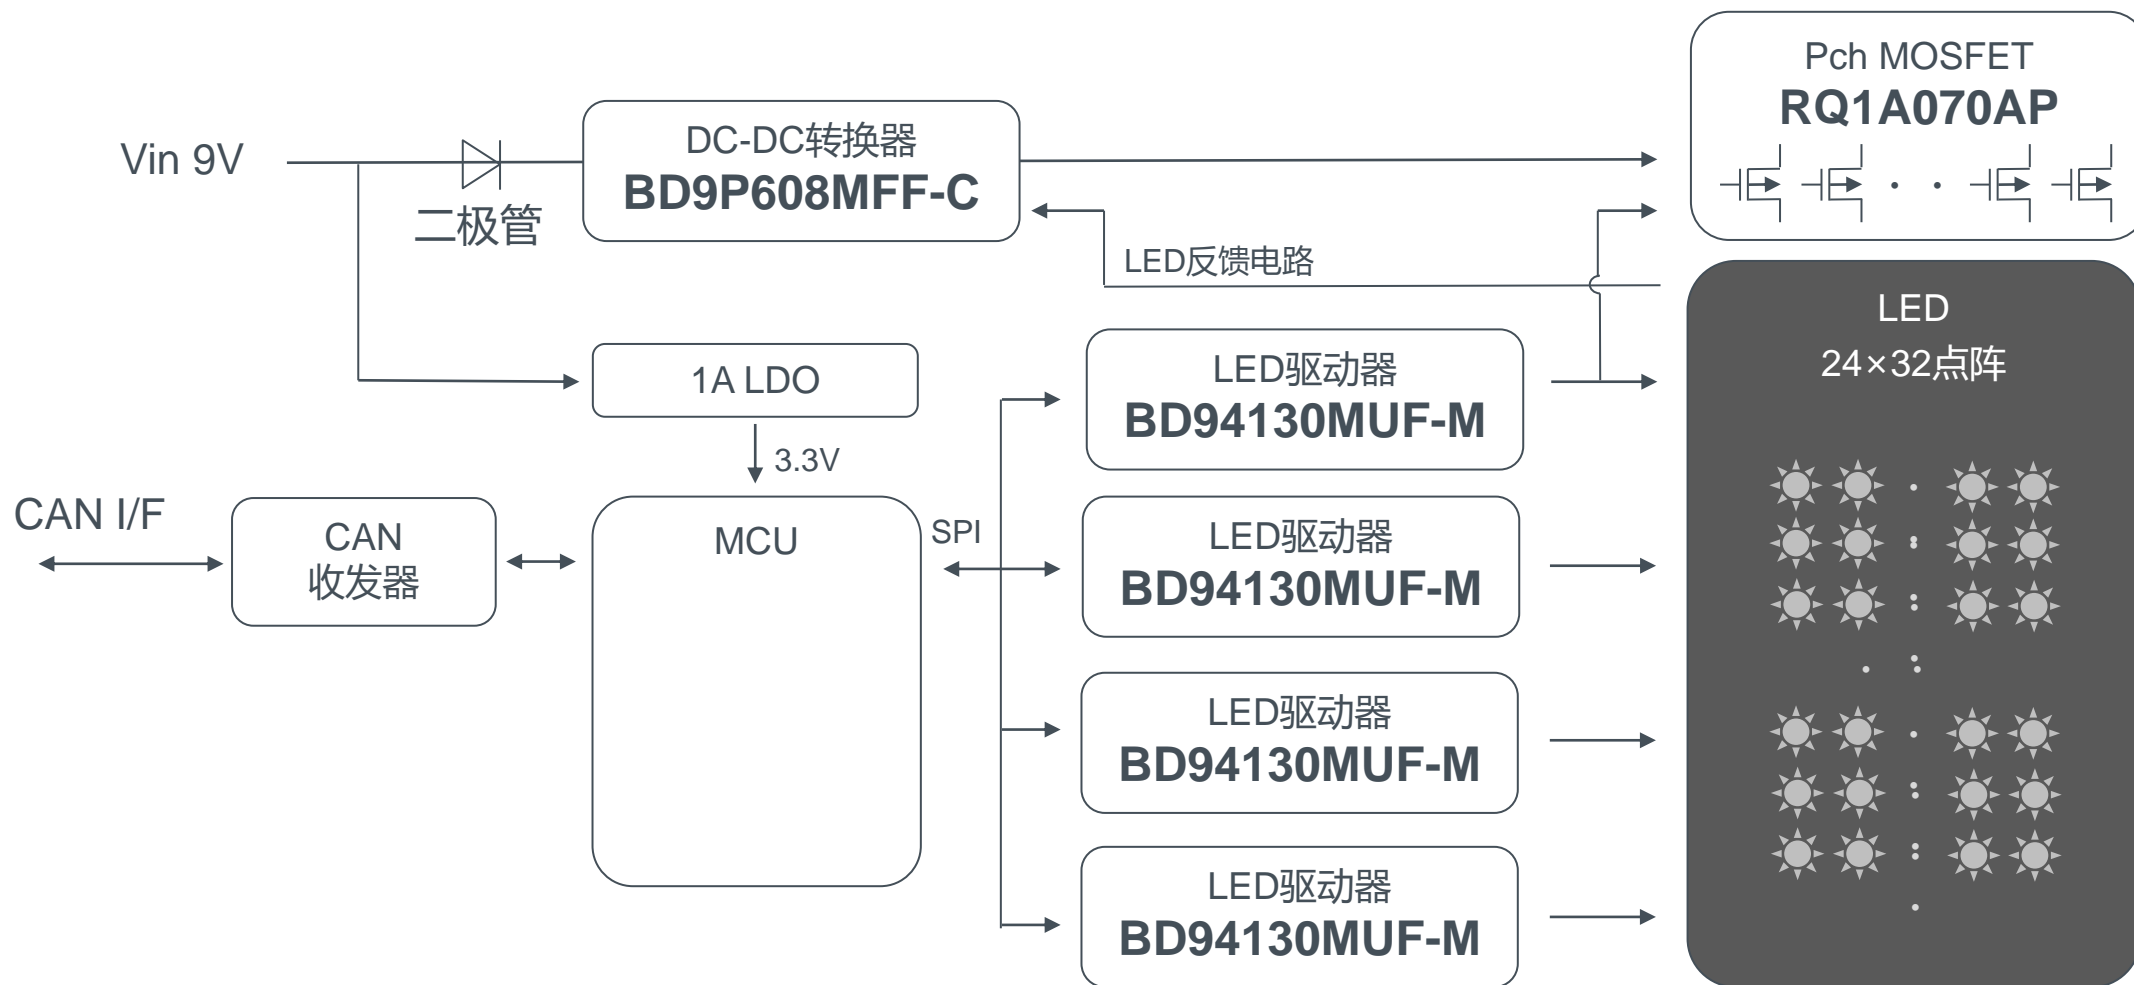 Pch MOSFET
RQ1A070AP
Vin 9V
二极管
DC-DC转换器
BD9P608MFF-C
LED反馈电路
LED
24×32点阵
1A LDO
3.3V
LED驱动器
BD94130MUF-M
CAN I/F
CAN
收发器
MCU
SPI
LED驱动器
BD94130MUF-M
LED驱动器
BD94130MUF-M
LED驱动器
BD94130MUF-M